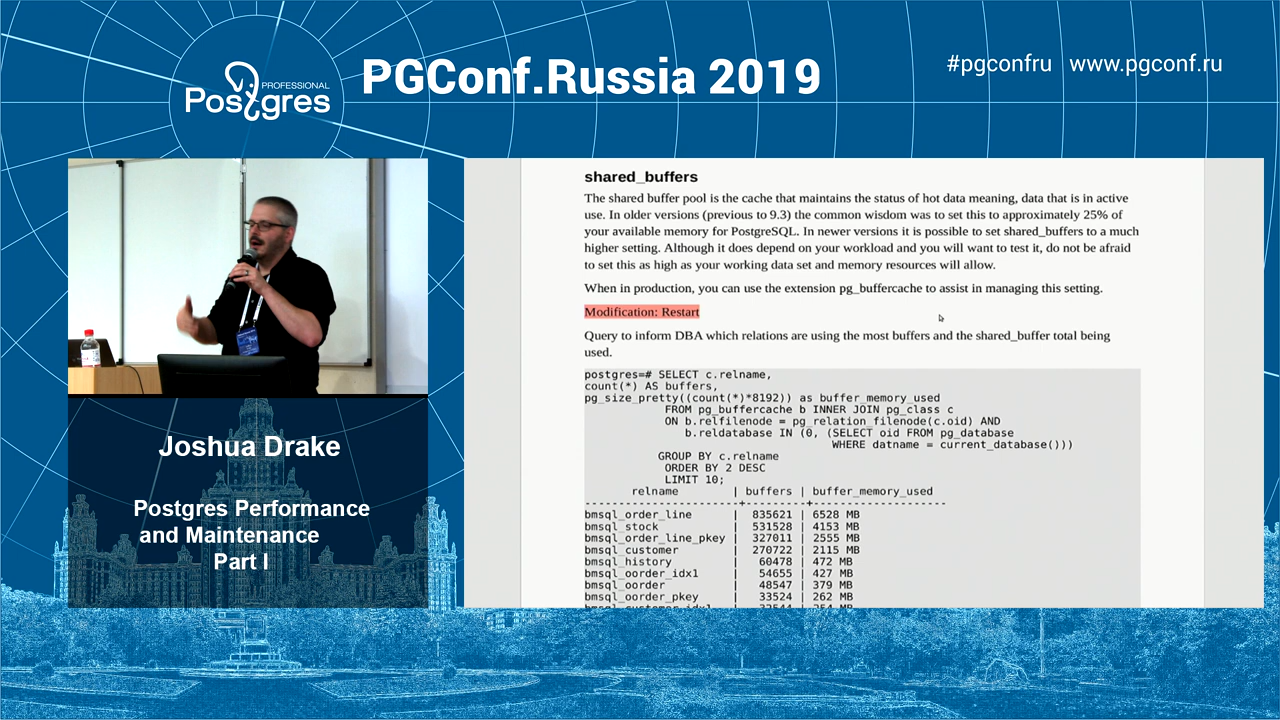 PROFESSIONAL
Postgres
PGConf.Russia 2019
#pgconfru www.pgconf.ru
Joshua Drake
Postgres Performance
and Maintenance
Part I
shared_buffers
The shared buffer pool is the cache that maintains the status of hot data meaning, data that is in active
use. In older versions (previous to 9.3) the common wisdom was to set this to approximately 25% of
your available memory for PostgreSQL. In newer versions it is possible to set shared_buffers to a much
higher setting. Although it does depend on your workload and you will want to test it, do not be afraid
to set this as high as your working data set and memory resources will allow.
When in production, you can use the extension pg_buffercache to assist in managing this setting.
Modification: Restart
Query to inform DBA which relations are using the most buffers and the shared_buffer total being
used.
postgres=# SELECT c.relname,
count(*) AS buffers,
pg_size_pretty((count(*)*8192)) as buffer_memory_used
FROM pg_buffercache b INNER JOIN pg_class c
ON b.relfilenode = pg_relation_filenode(c.oid) AND
b.reldatabase IN (0, (SELECT oid FROM pg_database
WHERE datname = current_database()))
GROUP BY c.relname
ORDER BY 2 DESC
LIMIT 10;
relname | buffers | buffer_memory_used
----------------------+---------+--------------------
bmsql_order_line | 835621 | 6528 MB
bmsql_stock | 531528 | 4153 MB
bmsql_order_line_pkey | 327011 | 2555 MB
bmsql_customer | 270722 | 2115 MB
bmsql_history | 60478 | 472 MB
bmsql_oorder_idx1 | 54655 | 427 MB
bmsql_oorder | 48547 | 379 MB
bmsql_oorder_pkey | 33524 | 262 MB